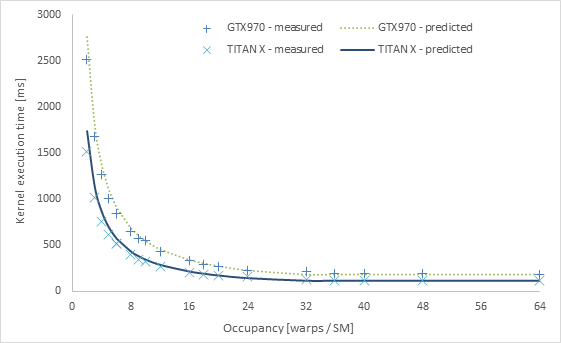 GTX970 - measured
GTX970 - predicted
TITAN X - measured
TITAN X - predicted
3000
2500
2000
1500
1000
500
0
Kernel execution time [ms]
0 8 16 24 32 40 48 56 64
Occupancy [warps / SM]